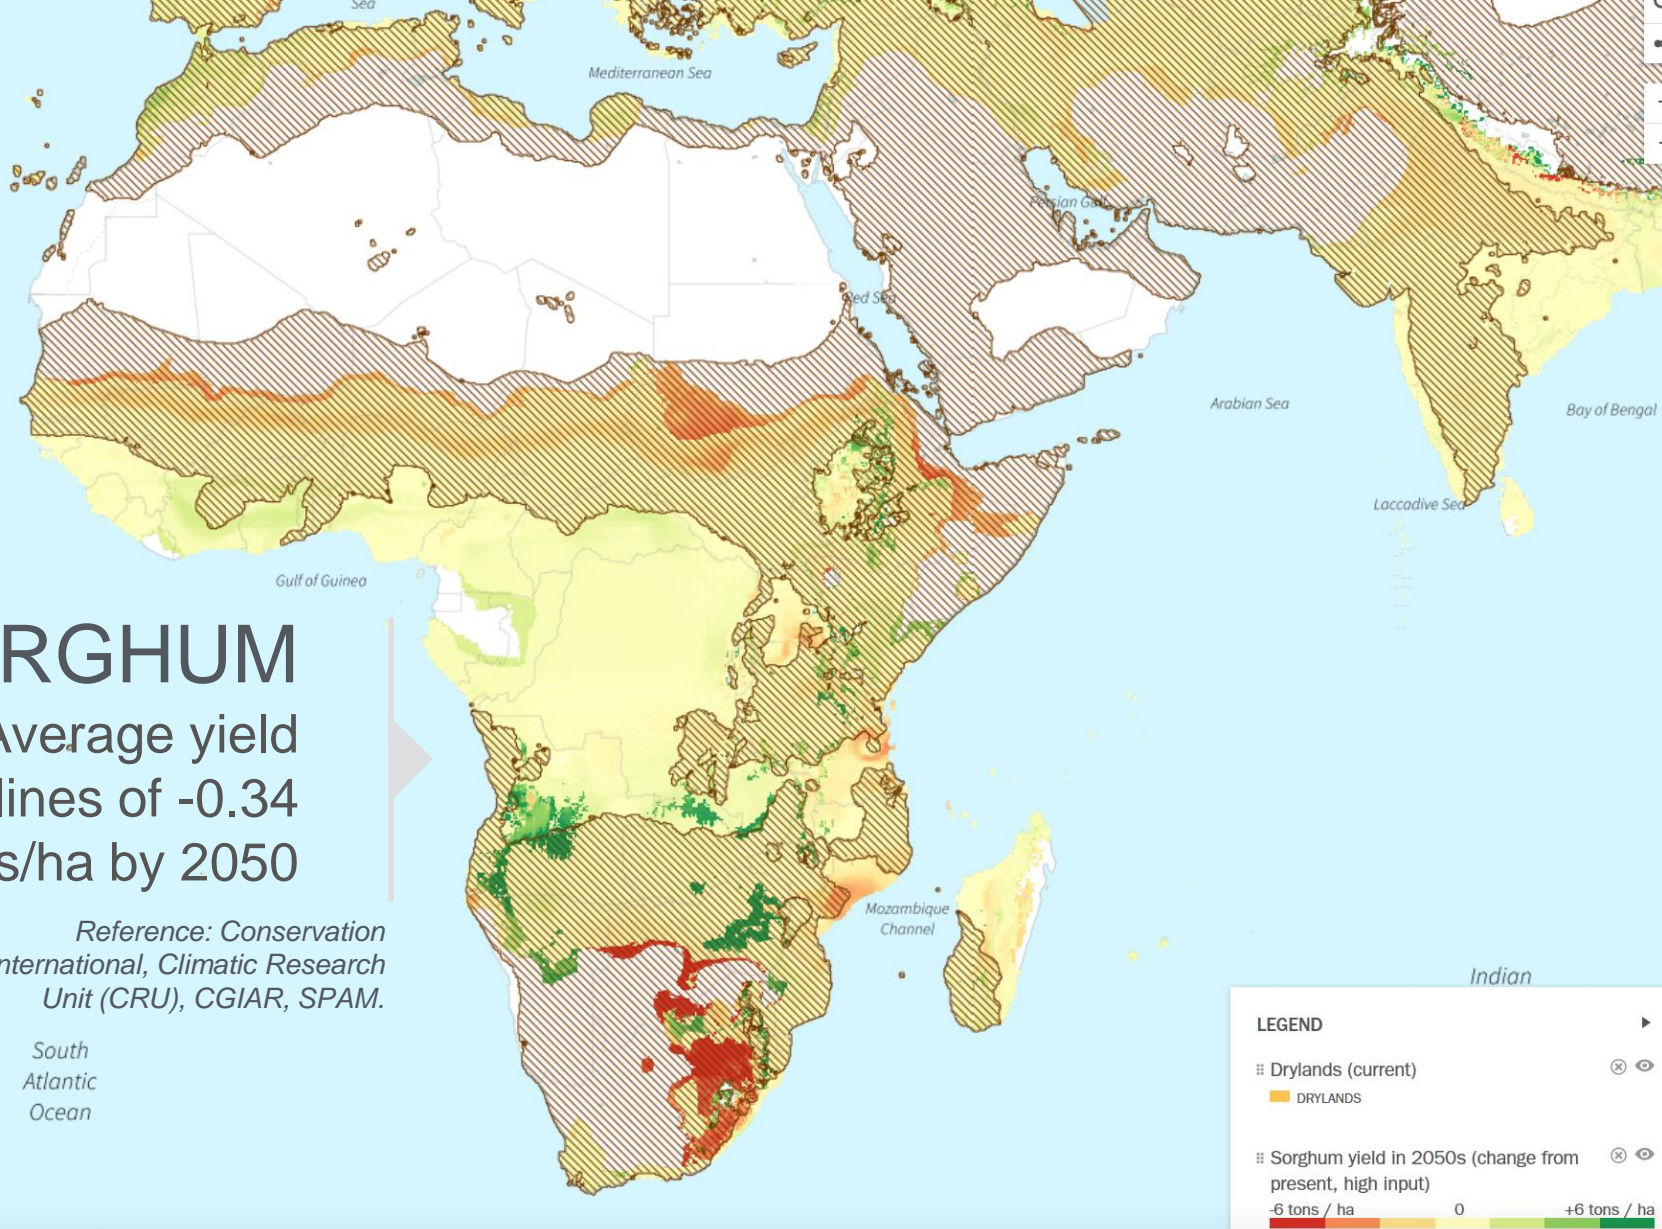 Sea
Mediterranean Sea
Persian Gulf
Red Sea
Arabian Sea
Bay of Bengal
Laccadive Sea
Gulf of Guinea
RGHUM
Average yield
lines of -0.34
s/ha by 2050
Reference: Conservation
nternational, Climatic Research
Unit (CRU), CGIAR, SPAM.
Mozambique
Channel
Indian
South
Atlantic
Ocean
LEGEND
Drylands (current)
DRYLANDS
Sorghum yield in 2050s (change from
present, high input)
-6 tons / ha 0 +6 tons / ha